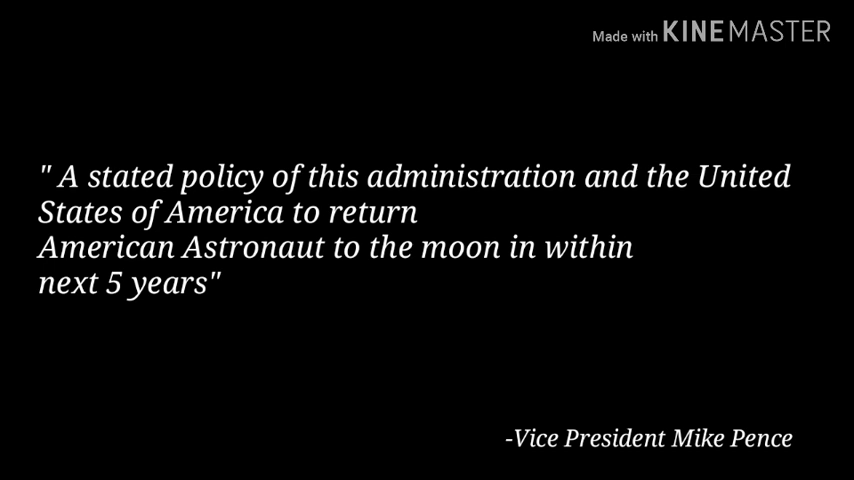 Made with KINEMASTER
" A stated policy of this administration and the United
States of America to return
American Astronaut to the moon in within
next 5 years"
-Vice President Mike Pence